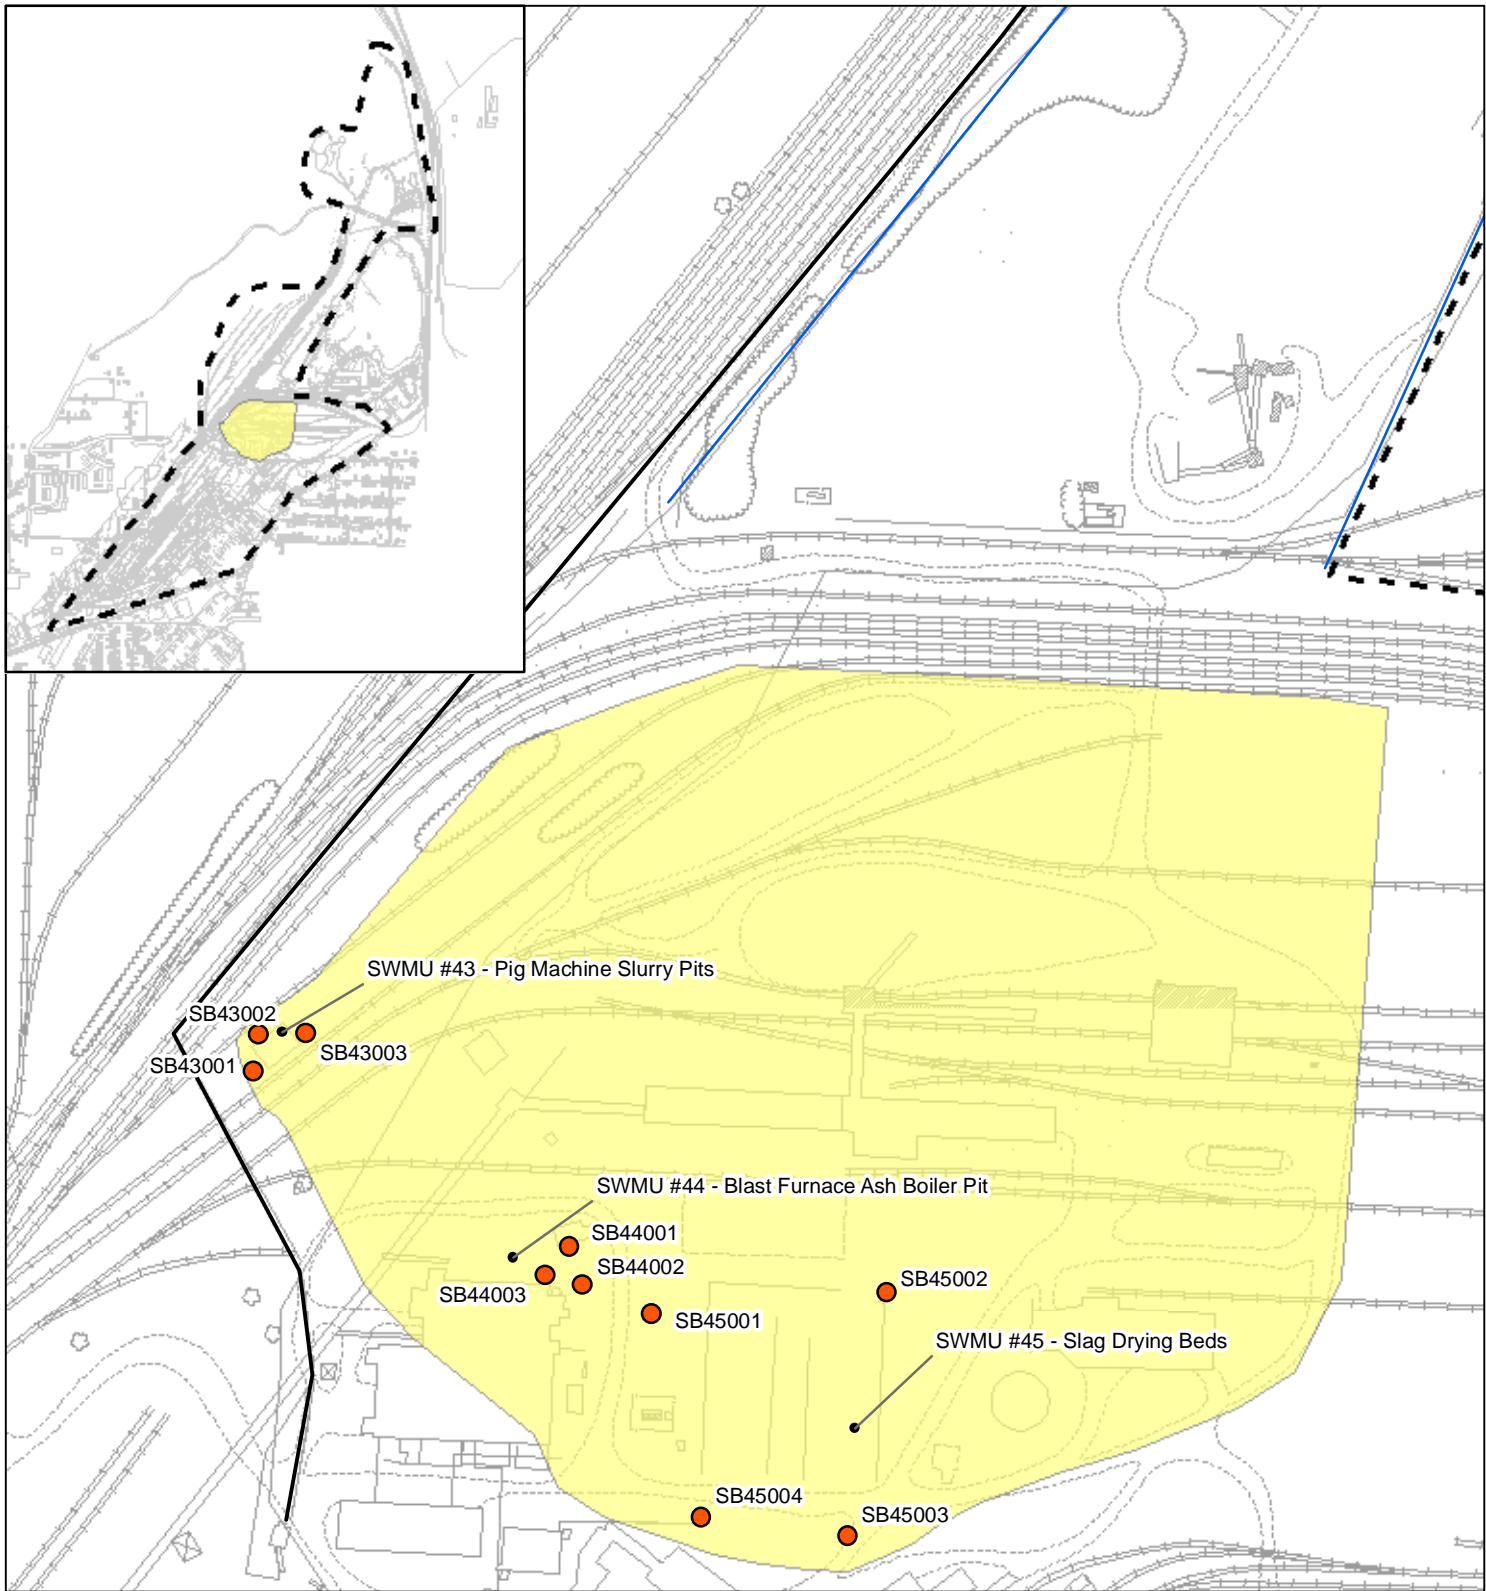 SWMU #43 - Pig Machine Slurry Pits
SB43002
SB43003
SB43001
SWMU #44 - Blast Furnace Ash Boiler Pit
SB44001
SB44002
SB44003
SB45002
SB45001
SWMU #45 - Slag Drying Beds
SB45004
SB45003